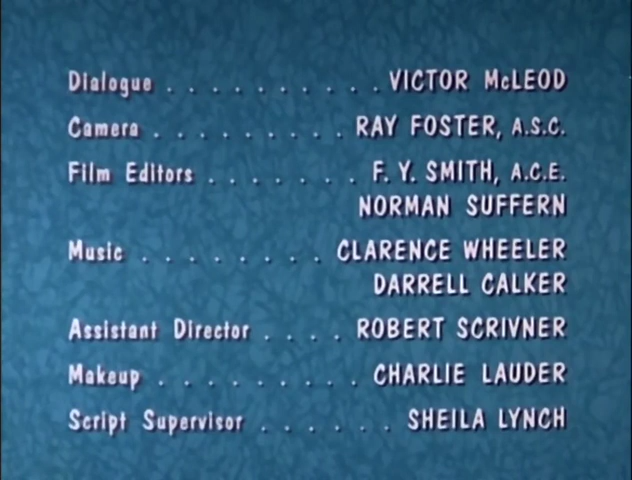 Dialogue . . . . . . . . . . VICTOR McLEOD
Camera . . . . . . . . . RAY FOSTER, A.S.C.
Film Editors . . . . . . . F. Y. SMITH, A.C.E.
NORMAN SUFFERN
Music . . . . . . . . CLARENCE WHEELER
DARRELL CALKER
Assistant Director . . . . ROBERT SCRIVNER
Makeup . . . . . . . . . CHARLIE LAUDER
Script Supervisor . . . . . . SHEILA LYNCH